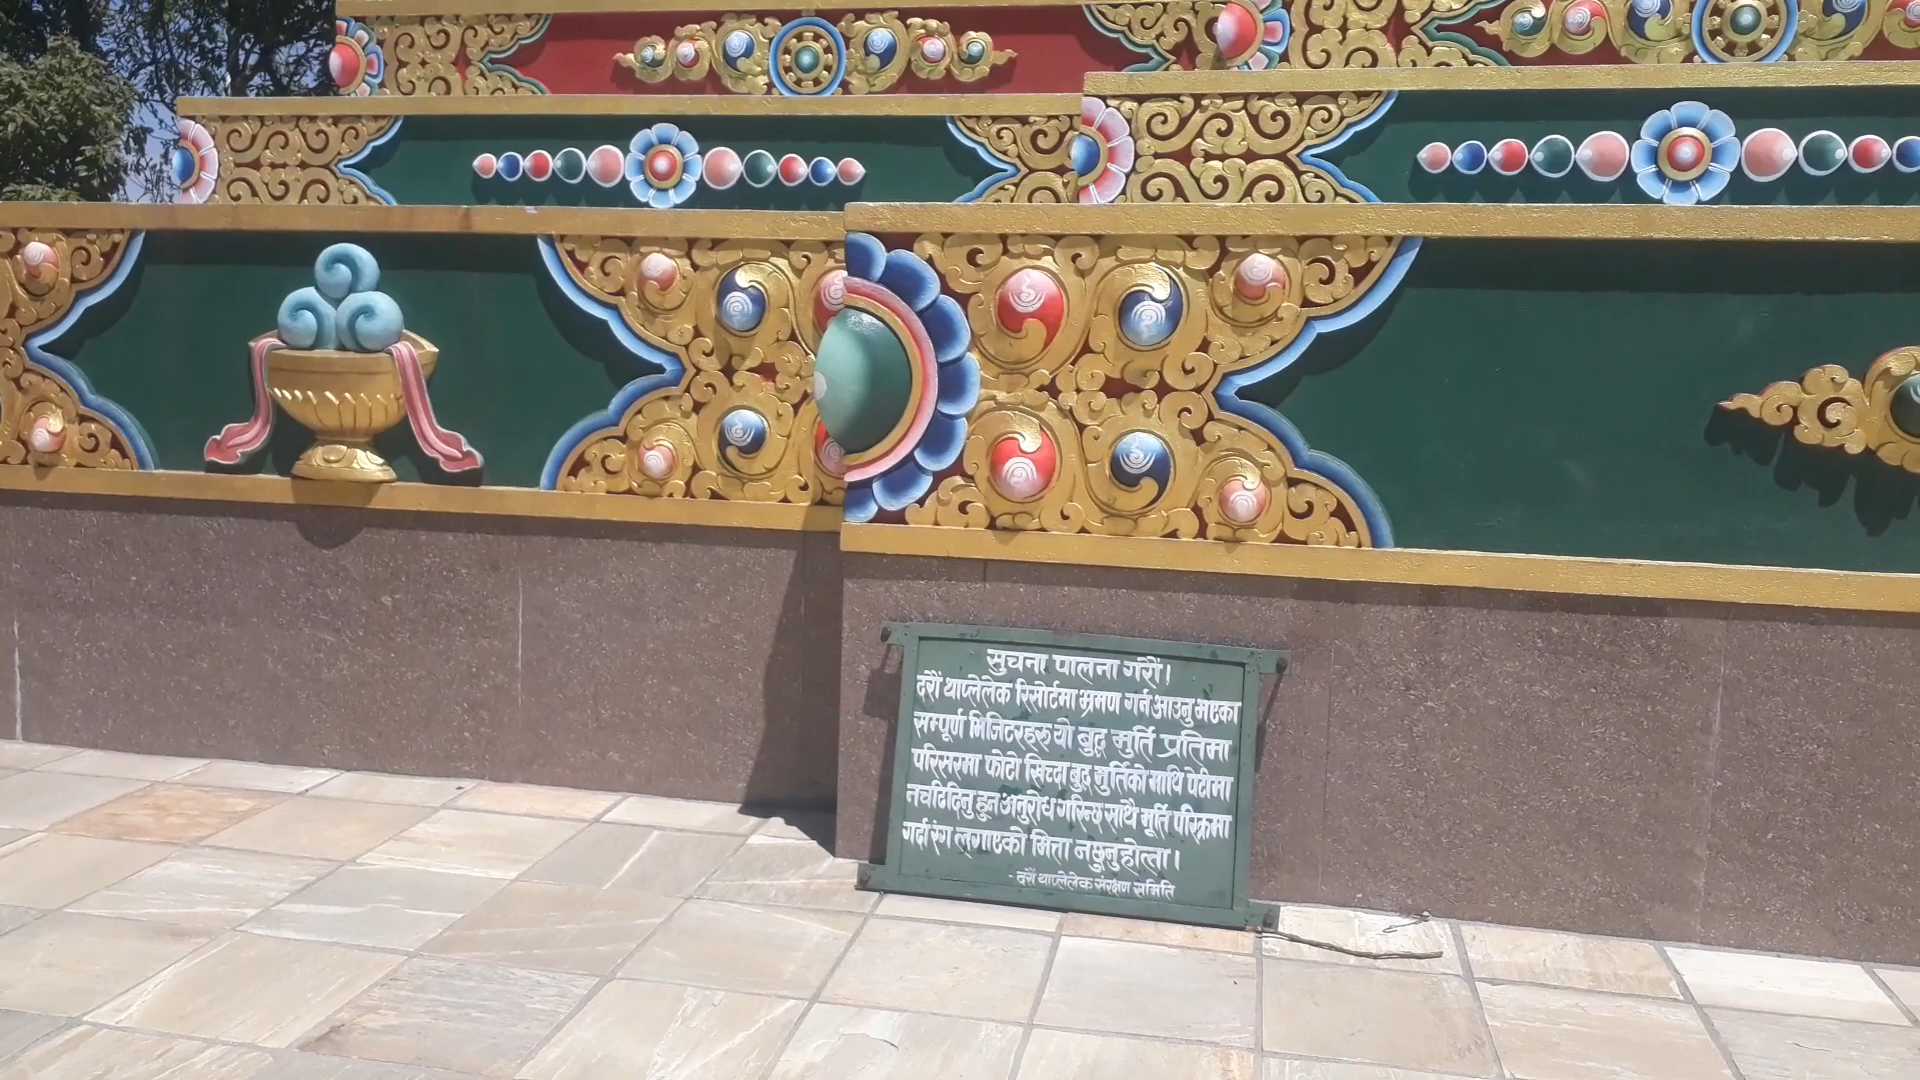 सुचना पालना गरौं।
दरौं थाप्लेलेक रिसोर्टमा भ्रमण गर्न आउनु भएका
सम्पूर्ण भिजिटरहरू यो बुद्ध मुर्ति प्रतिमा
परिसरमा फोटो खिच्दा बुद्ध मुर्तिको माथि पेटीमा
नचढिदिनु हुन अनुरोध गरिन्छ साथै मूर्ति परिक्रमा
गर्दा रंग लगाएको भित्ता नछुनुहोला।
- दरौं थाप्लेलेक संरक्षण समिति